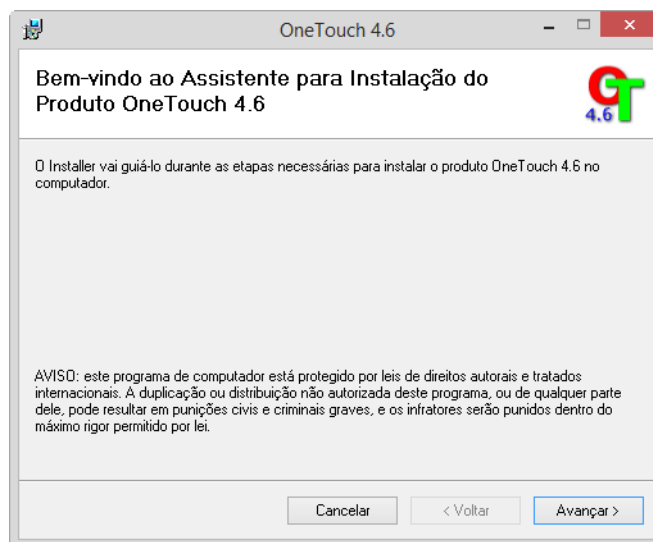 OneTouch 4.6
Bem-vindo ao Assistente para Instalação do
Produto OneTouch 4.6
OT
4.6
O Installer vai guiá-lo durante as etapas necessárias para instalar o produto OneTouch 4.6 no
computador.
AVISO: este programa de computador está protegido por leis de direitos autorais e tratados
internacionais. A duplicação ou distribuição não autorizada deste programa, ou de qualquer parte
dele, pode resultar em punições civis e criminais graves, e os infratores serão punidos dentro do
máximo rigor permitido por lei.
Cancelar
< Voltar
Avançar >